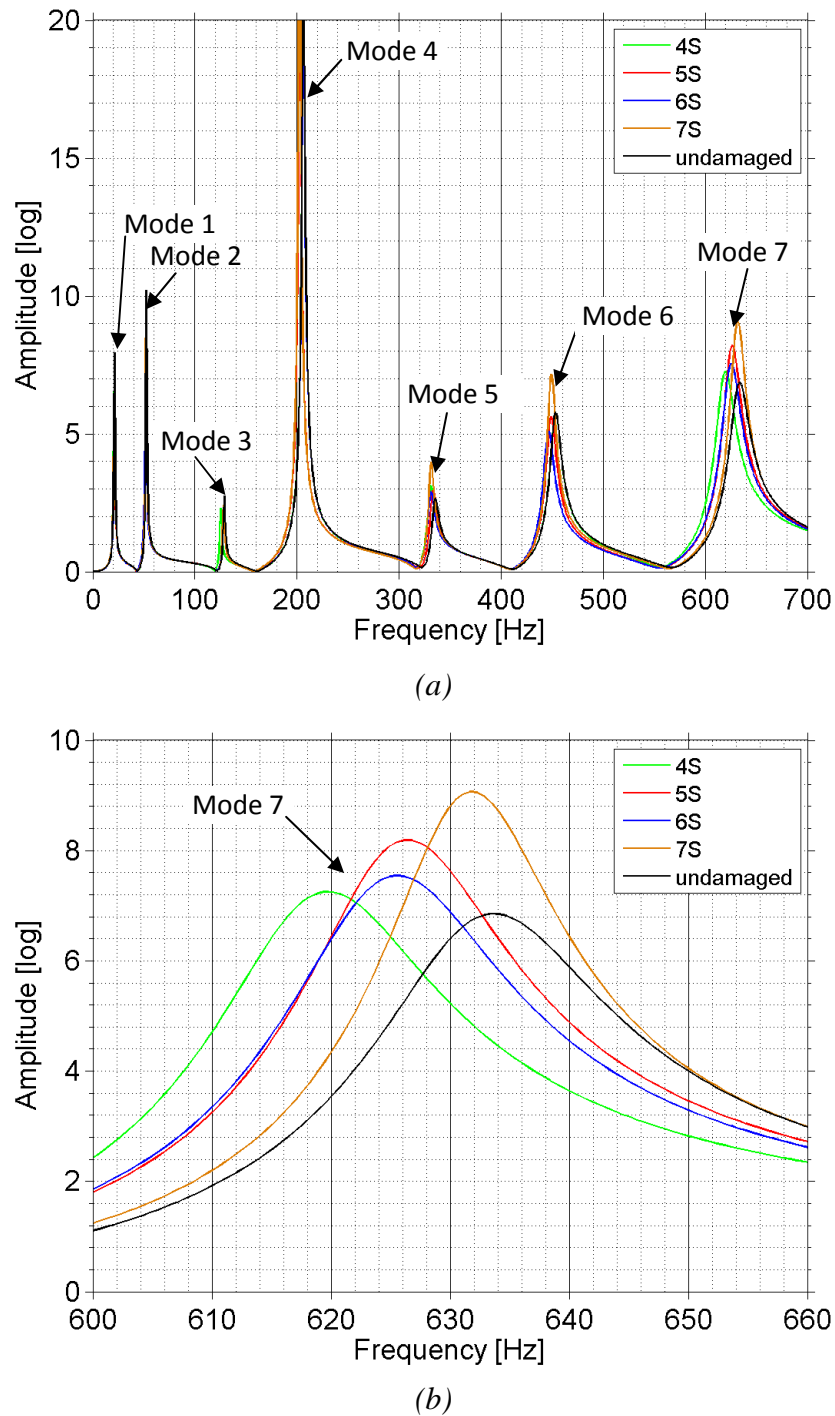 20
15
10
5
0
Amplitude [log]
Mode 1
Mode 2
Mode 3
Mode 4
Mode 5
Mode 6
Mode 7
4S
5S
6S
7S
undamaged
0 100 200 300 400 500 600 700
Frequency [Hz]
(a)
10
8
6
4
2
0
Amplitude [log]
Mode 7
4S
5S
6S
7S
undamaged
600 610 620 630 640 650 660
Frequency [Hz]
(b)